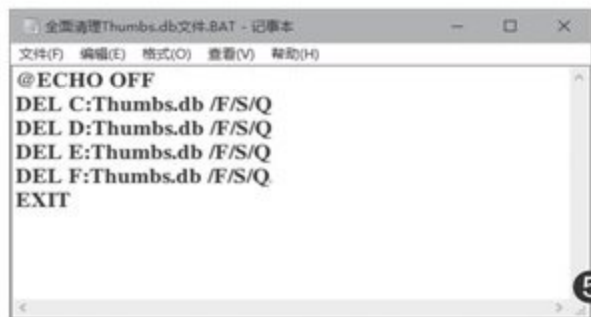 全面清理Thumbs.db文件.BAT - 记事本
文件(F) 编辑(E) 格式(O) 查看(V) 帮助(H)
@ECHO OFF
DEL C:Thumbs.db /F/S/Q
DEL D:Thumbs.db /F/S/Q
DEL E:Thumbs.db /F/S/Q
DEL F:Thumbs.db /F/S/Q
EXIT
5